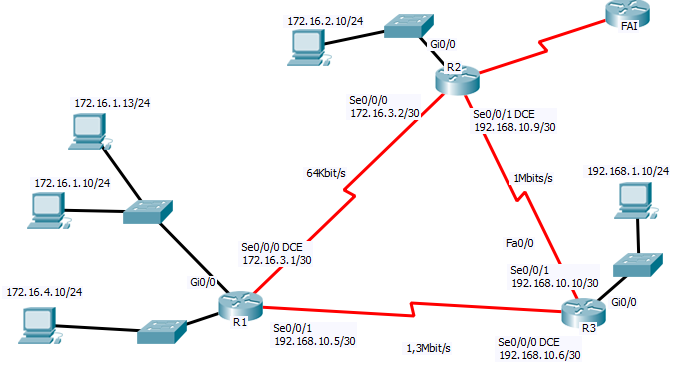 172.16.2.10/24
FAI
Gi0/0
R2
Se0/0/0
172.16.3.2/30
Se0/0/1 DCE
192.168.10.9/30
172.16.1.13/24
64Kbit/s
1Mbits/s
192.168.1.10/24
172.16.1.10/24
Fa0/0
Se0/0/0 DCE
172.16.3.1/30
Se0/0/1
192.168.10.10/30
Gi0/0
172.16.4.10/24
Gi0/0
R1
R3
Se0/0/1
192.168.10.5/30
1,3Mbit/s
Se0/0/0 DCE
192.168.10.6/30